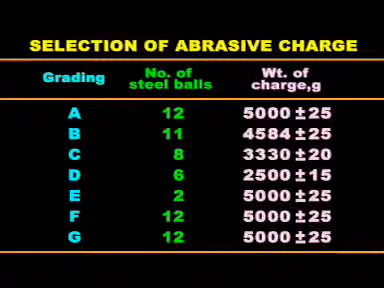 SELECTION OF ABRASIVE CHARGE
Grading No. of steel balls Wt. of charge,g
A 12 5000 ±25
B 11 4584 ±25
C 8 3330 ±20
D 6 2500 ±15
E 2 5000 ±25
F 12 5000 ±25
G 12 5000 ±25